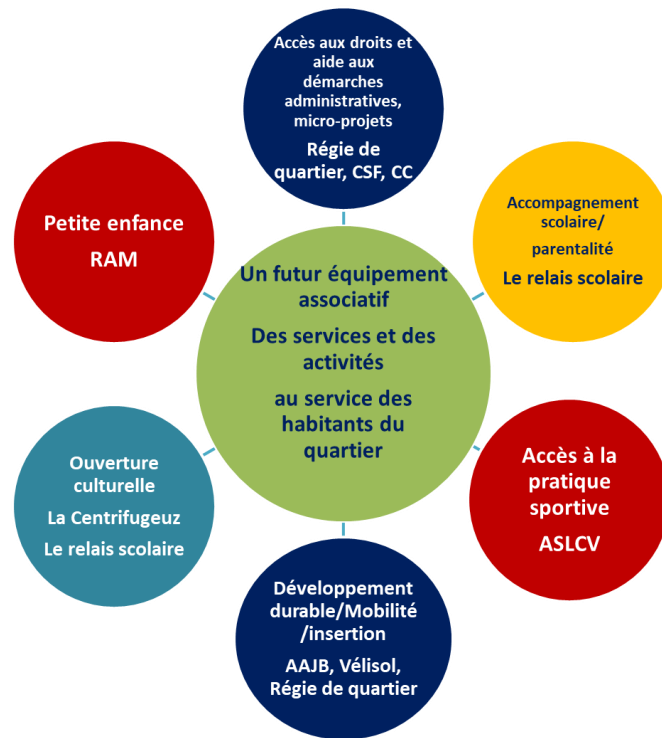 Accès aux droits et
aide aux
démarches
administratives,
micro-projets
Régie de
quartier, CSF, CC
Petite enfance
RAM
Accompagnement
scolaire/
parentalité
Le relais scolaire
Un futur équipement
associatif
Des services et des
activités
au service des
habitants du
quartier
Ouverture
culturelle
La Centrifugeuz
Le relais scolaire
Accès à la
pratique
sportive
ASLCV
Développement
durable/Mobilité
/insertion
AAJB, Vélisol,
Régie de quartier